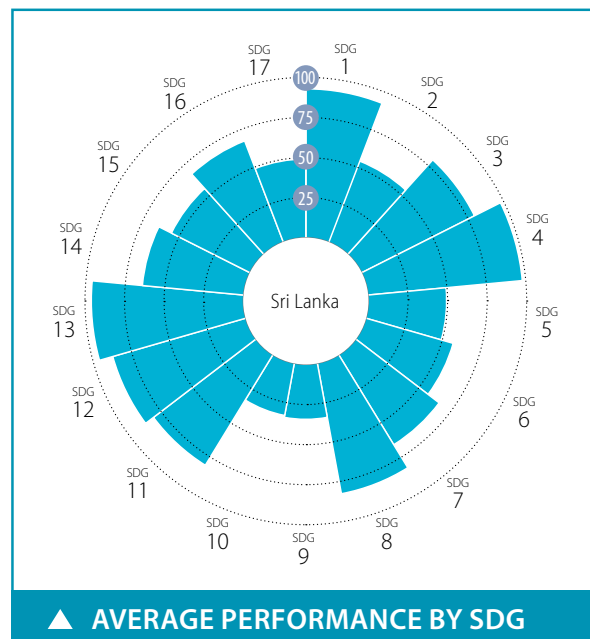 SDG
1
SDG
2
SDG
3
SDG
4
SDG
5
SDG
6
SDG
7
SDG
8
SDG
9
SDG
10
SDG
11
SDG
12
SDG
13
SDG
14
SDG
15
SDG
16
SDG
17
100
75
50
25
Sri Lanka
▲ AVERAGE PERFORMANCE BY SDG